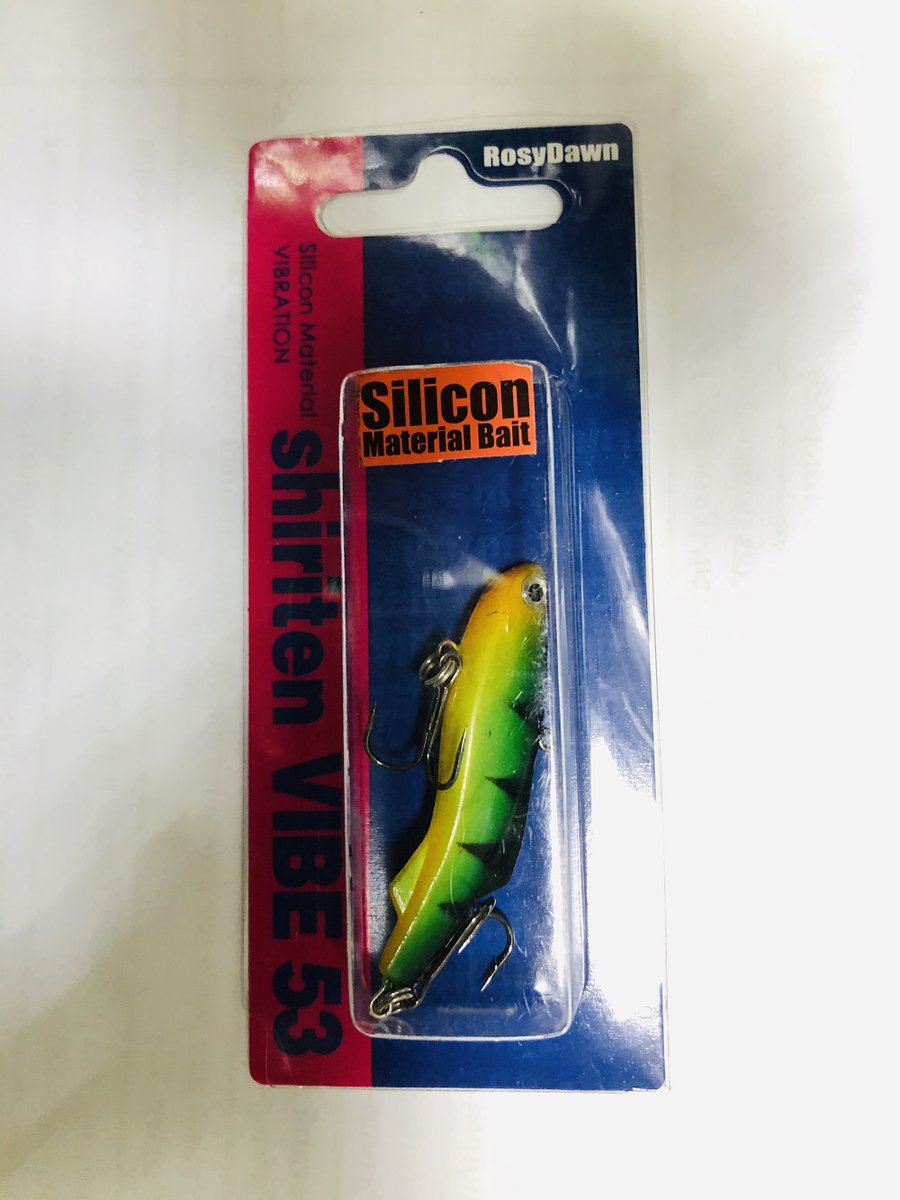 RosyDawn
Silicon Material
VIBRATION
shiriten VIBE 53
Silicon
Material Bait